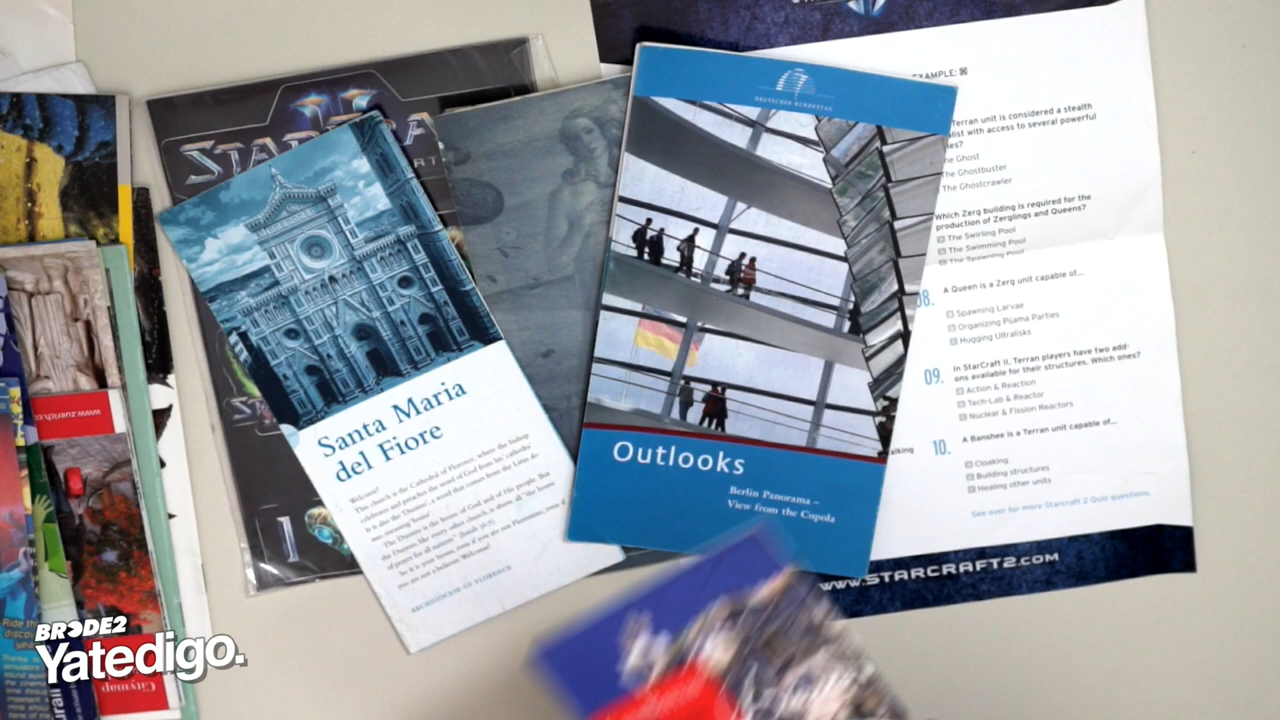 STAR
Santa Maria
del Fiore
Welcome!
This church is the Cathedral of Florence, where the bishop
celebrates and preaches the word of God from his "cathedra".
It is also the "Duomo", a word that comes from the Latin do-
mus, meaning "house".
The Duomo is the house of God and of His people. But
the Duomo, like every other church, is above all "the house
of prayer for all nations" (Isaiah 56:7).
So it is your home, even if you are not Florentine, even if
you are not a believer. Welcome!
ARCHDIOCESE OF FLORENCE
DEUTSCHER BUNDESTAG
Outlooks
Berlin Panorama –
View from the Cupola
EXAMPLE:
Terran unit is considered a stealth
alist with access to several powerful
ies?
The Ghost
The Ghostbuster
The Ghostcrawler
Which Zerg building is required for the
production of Zerglings and Queens?
The Swirling Pool
The Swimming Pool
The Spawning Pool
08. A Queen is a Zerg unit capable of...
Spawning Larvae
Organizing Pijama Parties
Hugging Ultralisks
09. In StarCraft II, Terran players have two add-
ons available for their structures. Which ones?
Action & Reaction
Tech-Lab & Reactor
Nuclear & Fission Reactors
alking
10. A Banshee is a Terran unit capable of...
Cloaking
Building structures
Healing other units
See over for more Starcraft 2 Quiz questions.
www.STARCRAFT2.COM
www.zuerich.c
Citymap
Ride th
discov
BRODE2
Yatedigo.